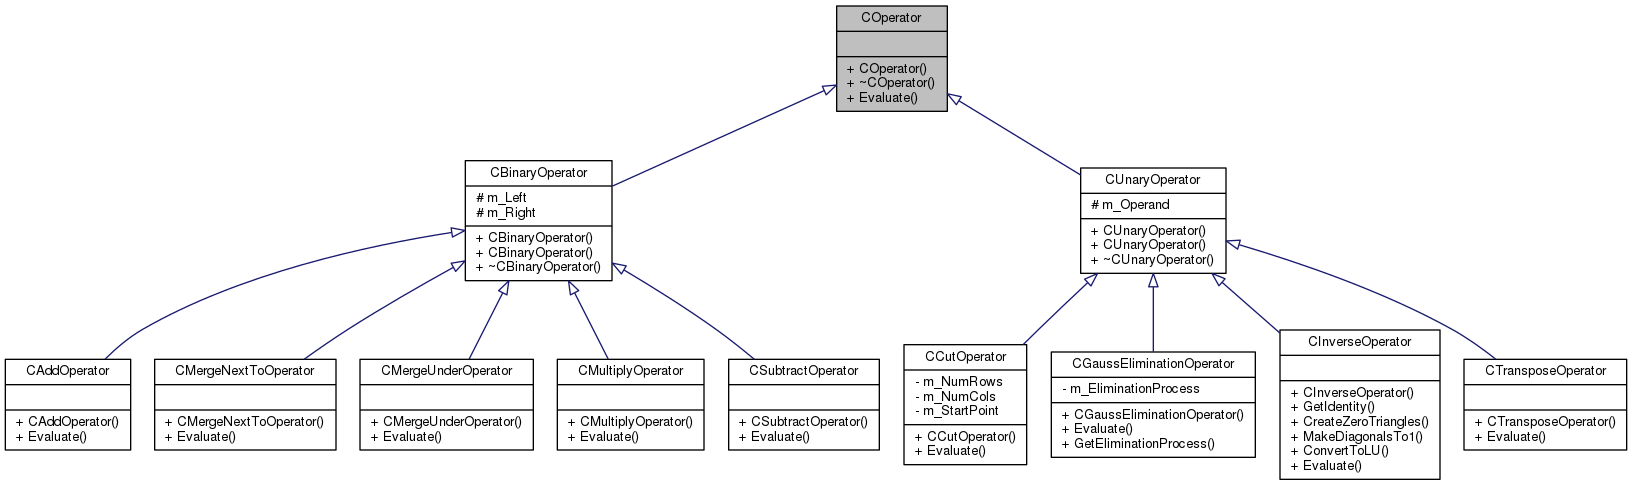 COperator
+ COperator()
+ ~COperator()
+ Evaluate()
CBinaryOperator
# m_Left
# m_Right
+ CBinaryOperator()
+ CBinaryOperator()
+ ~CBinaryOperator()
CUnaryOperator
# m_Operand
+ CUnaryOperator()
+ CUnaryOperator()
+ ~CUnaryOperator()
CAddOperator
+ CAddOperator()
+ Evaluate()
CMergeNextToOperator
+ CMergeNextToOperator()
+ Evaluate()
CMergeUnderOperator
+ CMergeUnderOperator()
+ Evaluate()
CMultiplyOperator
+ CMultiplyOperator()
+ Evaluate()
CSubtractOperator
+ CSubtractOperator()
+ Evaluate()
CCutOperator
- m_NumRows
- m_NumCols
- m_StartPoint
+ CCutOperator()
+ Evaluate()
CGaussEliminationOperator
- m_EliminationProcess
+ CGaussEliminationOperator()
+ Evaluate()
+ GetEliminationProcess()
CInverseOperator
+ CInverseOperator()
+ GetIdentity()
+ CreateZeroTriangles()
+ MakeDiagonalsTo1()
+ ConvertToLU()
+ Evaluate()
CTransposeOperator
+ CTransposeOperator()
+ Evaluate()